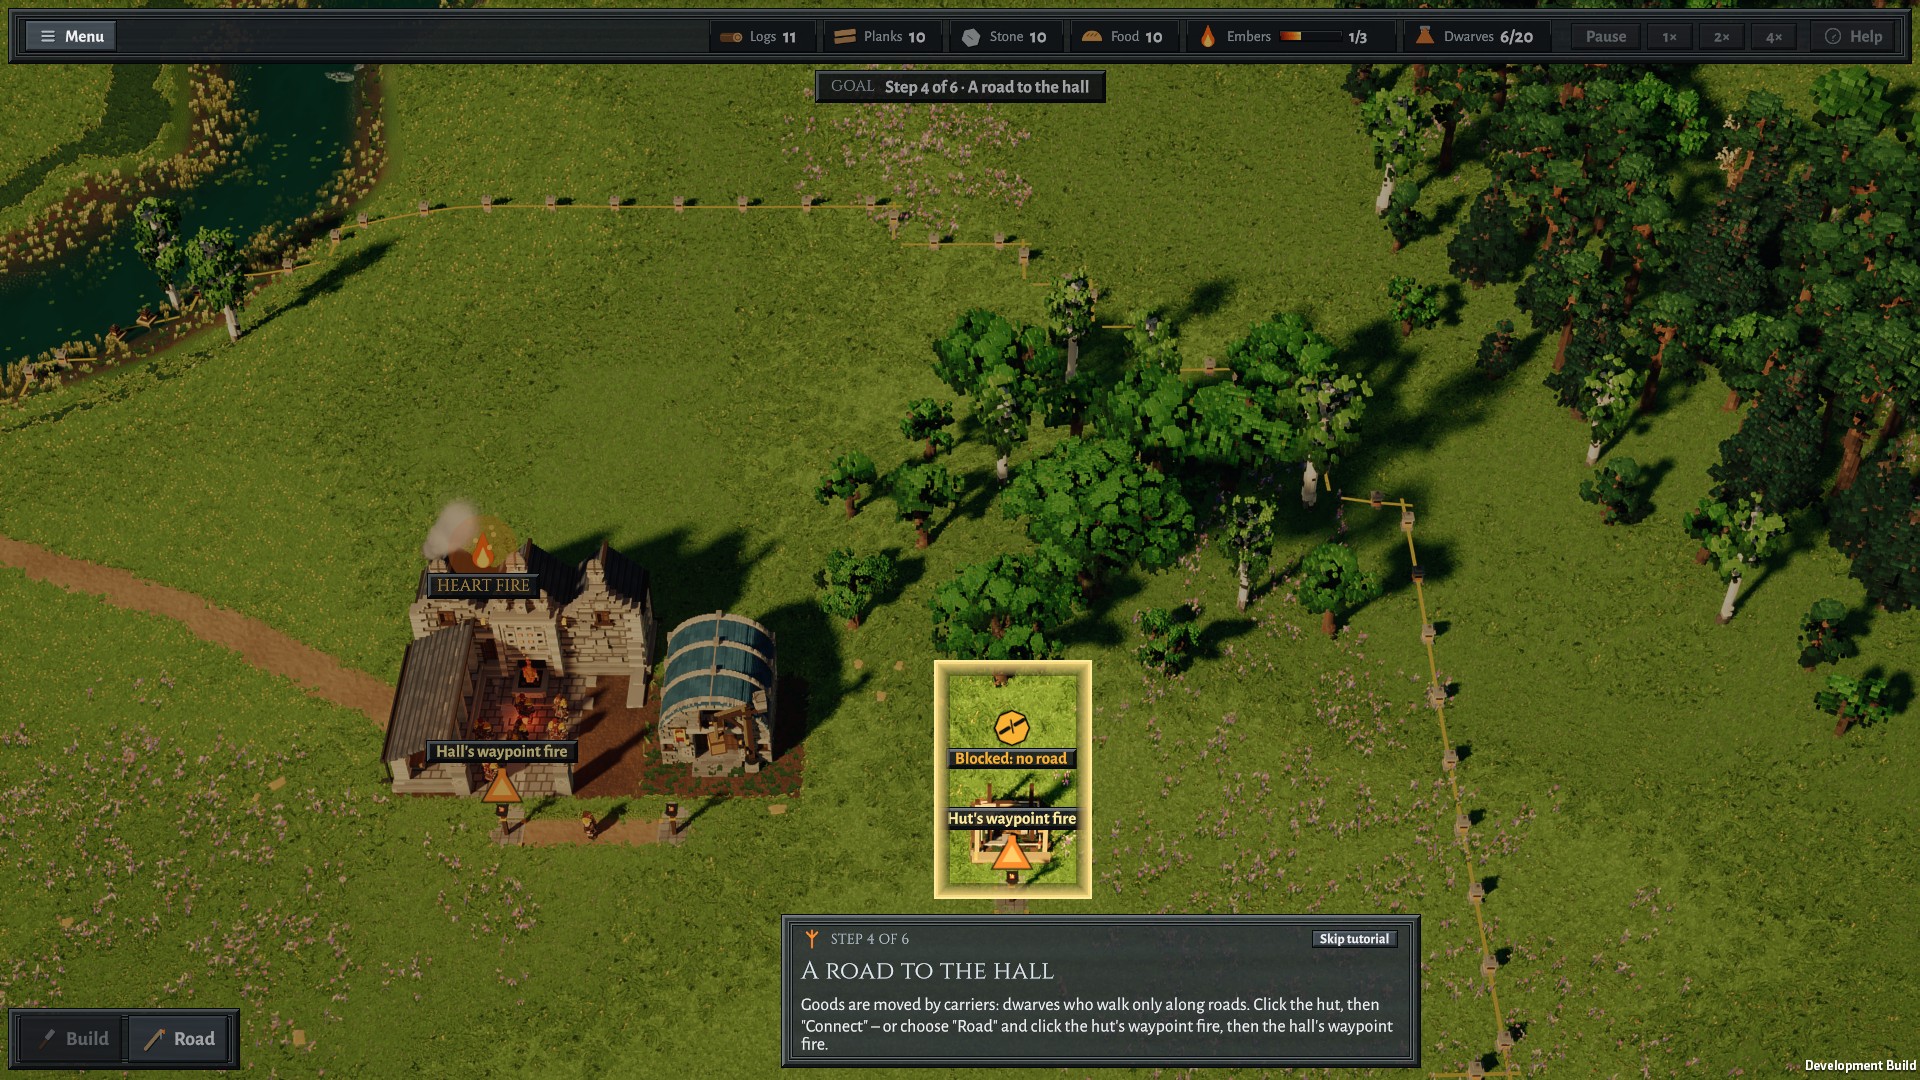 Menu
Logs 11
Planks 10
Stone 10
Food 10
Embers 1/3
Dwarves 6/20
Pause
1×
2×
4×
Help
GOAL Step 4 of 6 · A road to the hall
HEART FIRE
Hall's waypoint fire
Blocked: no road
Hut's waypoint fire
STEP 4 OF 6
Skip tutorial
A ROAD TO THE HALL
Goods are moved by carriers: dwarves who walk only along roads. Click the hut, then
"Connect" – or choose "Road" and click the hut's waypoint fire, then the hall's waypoint
fire.
Build
Road
Development Build